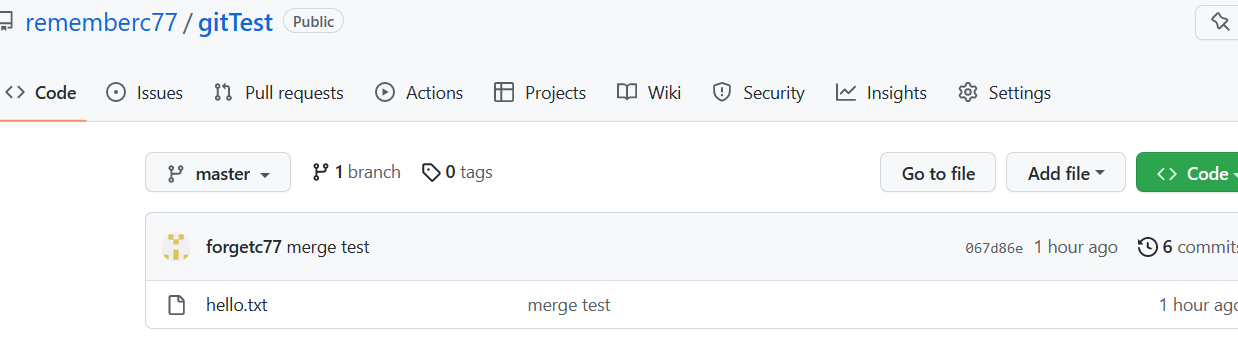 rememberc77 / gitTest Public
Code Issues Pull requests Actions Projects Wiki Security Insights Settings
master 1 branch 0 tags Go to file Add file Code
forgetc77 merge test 067d86e 1 hour ago 6 commits
hello.txt merge test 1 hour ago